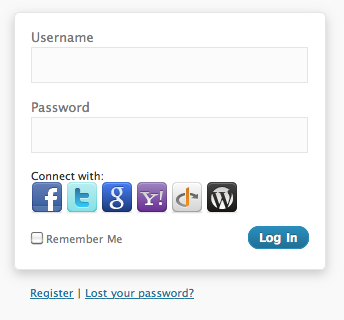 Username
Password
Connect with:
f t g Y! W
Remember Me
Log In
Register | Lost your password?